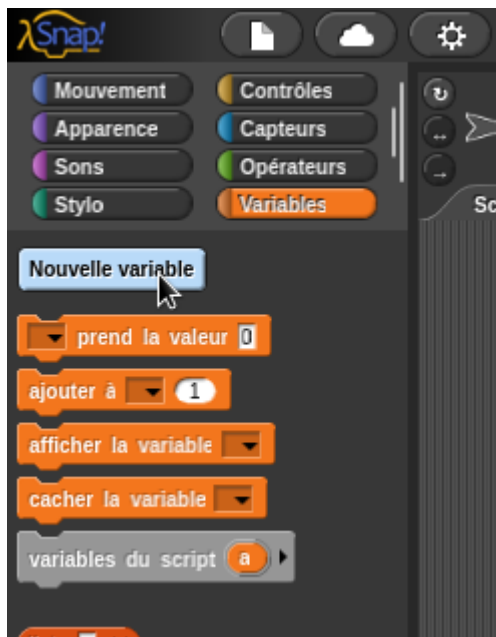 λSnap!
Mouvement Contrôles
Apparence Capteurs
Sons Opérateurs
Stylo Variables
Sc
Nouvelle variable
prend la valeur 0
ajouter à 1
afficher la variable
cacher la variable
variables du script a